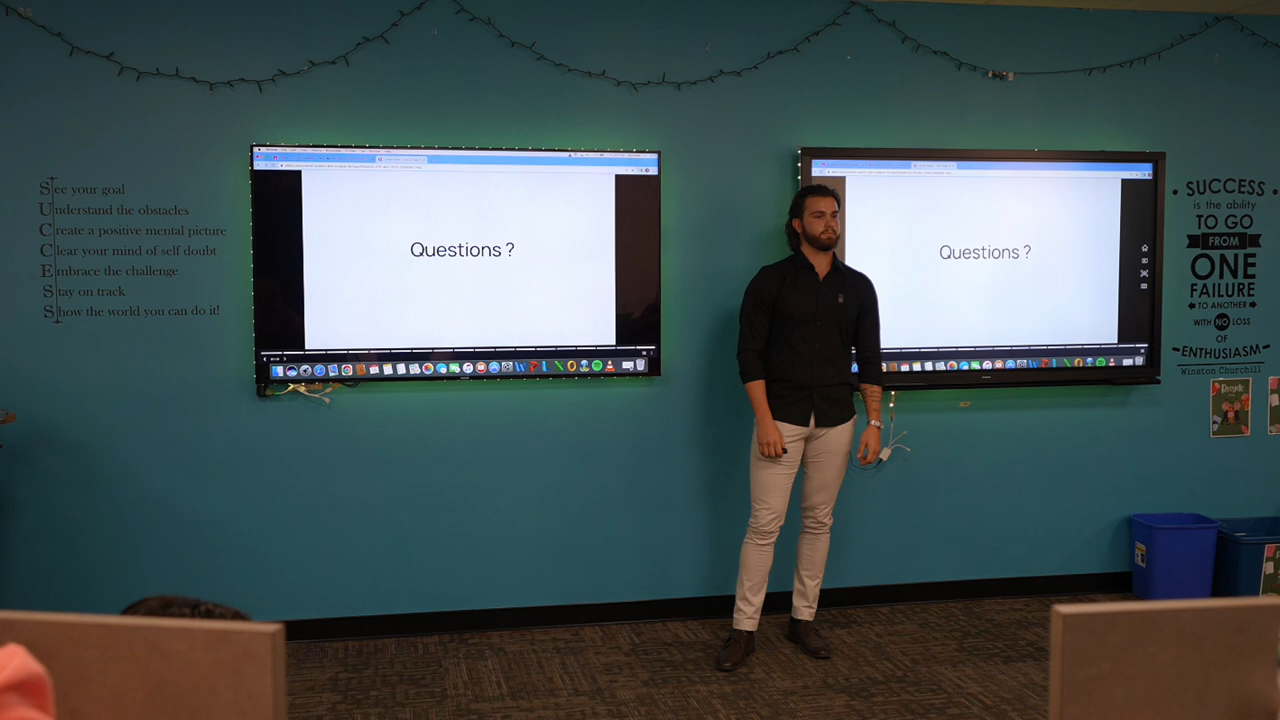 See your goal
Understand the obstacles
Create a positive mental picture
Clear your mind of self doubt
Embrace the challenge
Stay on track
Show the world you can do it!
Questions ?
Questions ?
SUCCESS
is the ability
TO GO
FROM
ONE
FAILURE
TO ANOTHER
WITH NO LOSS
OF
ENTHUSIASM
Winston Churchill
Recycle